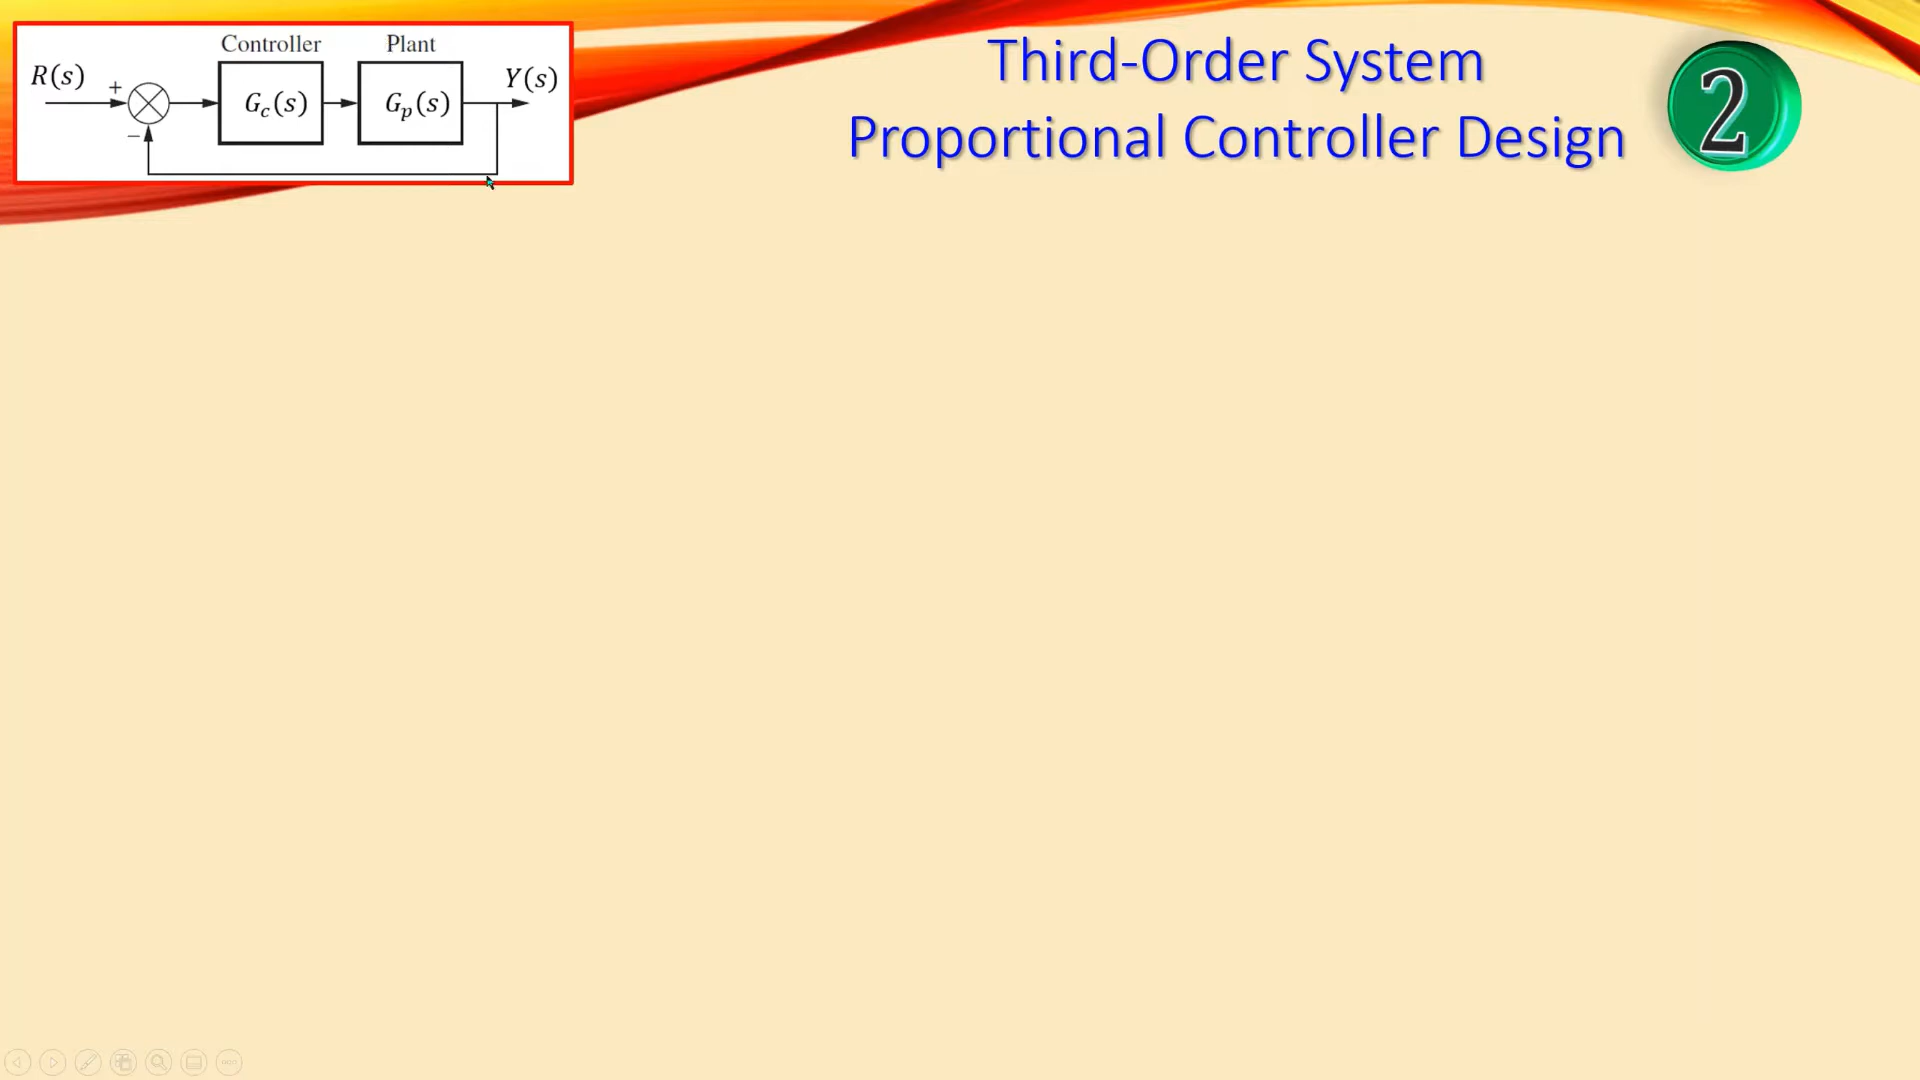 Controller Plant
R(s) + G_c(s) G_p(s) Y(s)
−
Third-Order System
Proportional Controller Design
2